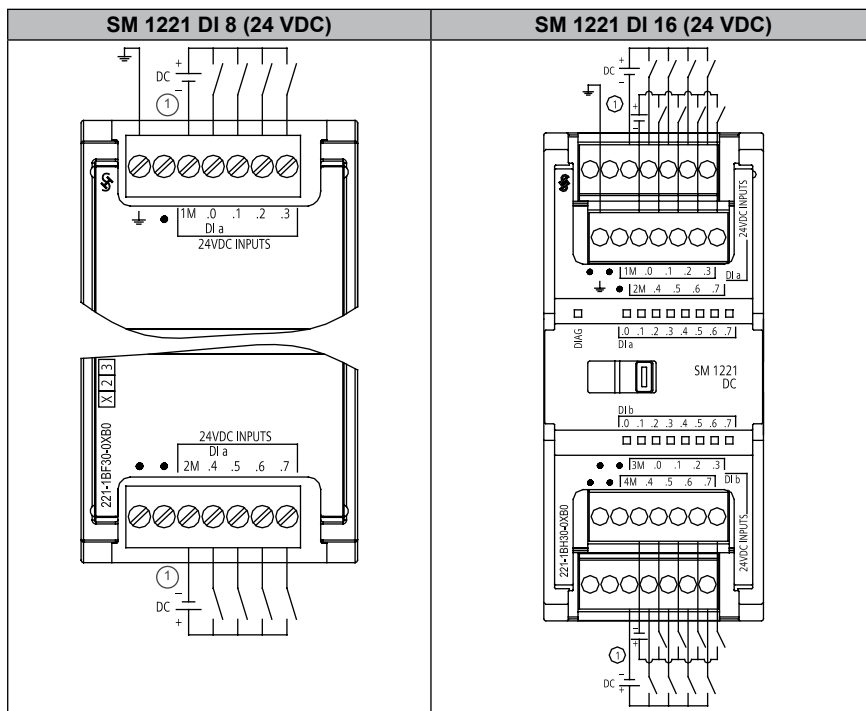 SM 1221 DI 8 (24 VDC)
DC
+
–
1
1M .0 .1 .2 .3
DI a
24VDC INPUTS
X 2 3
221-1BF30-0XB0
24VDC INPUTS
DI a
2M .4 .5 .6 .7
1
–
DC
+
SM 1221 DI 16 (24 VDC)
+
DC
–
1
+
–
24VDC INPUTS
1M .0 .1 .2 .3
DI a
2M .4 .5 .6 .7
DIAG
.0 .1 .2 .3 .4 .5 .6 .7
DI a
SM 1221
DC
DI b
.0 .1 .2 .3 .4 .5 .6 .7
3M .0 .1 .2 .3
DI b
4M .4 .5 .6 .7
221-1BH30-0XB0
24VDC INPUTS
–
+
1
–
DC
+